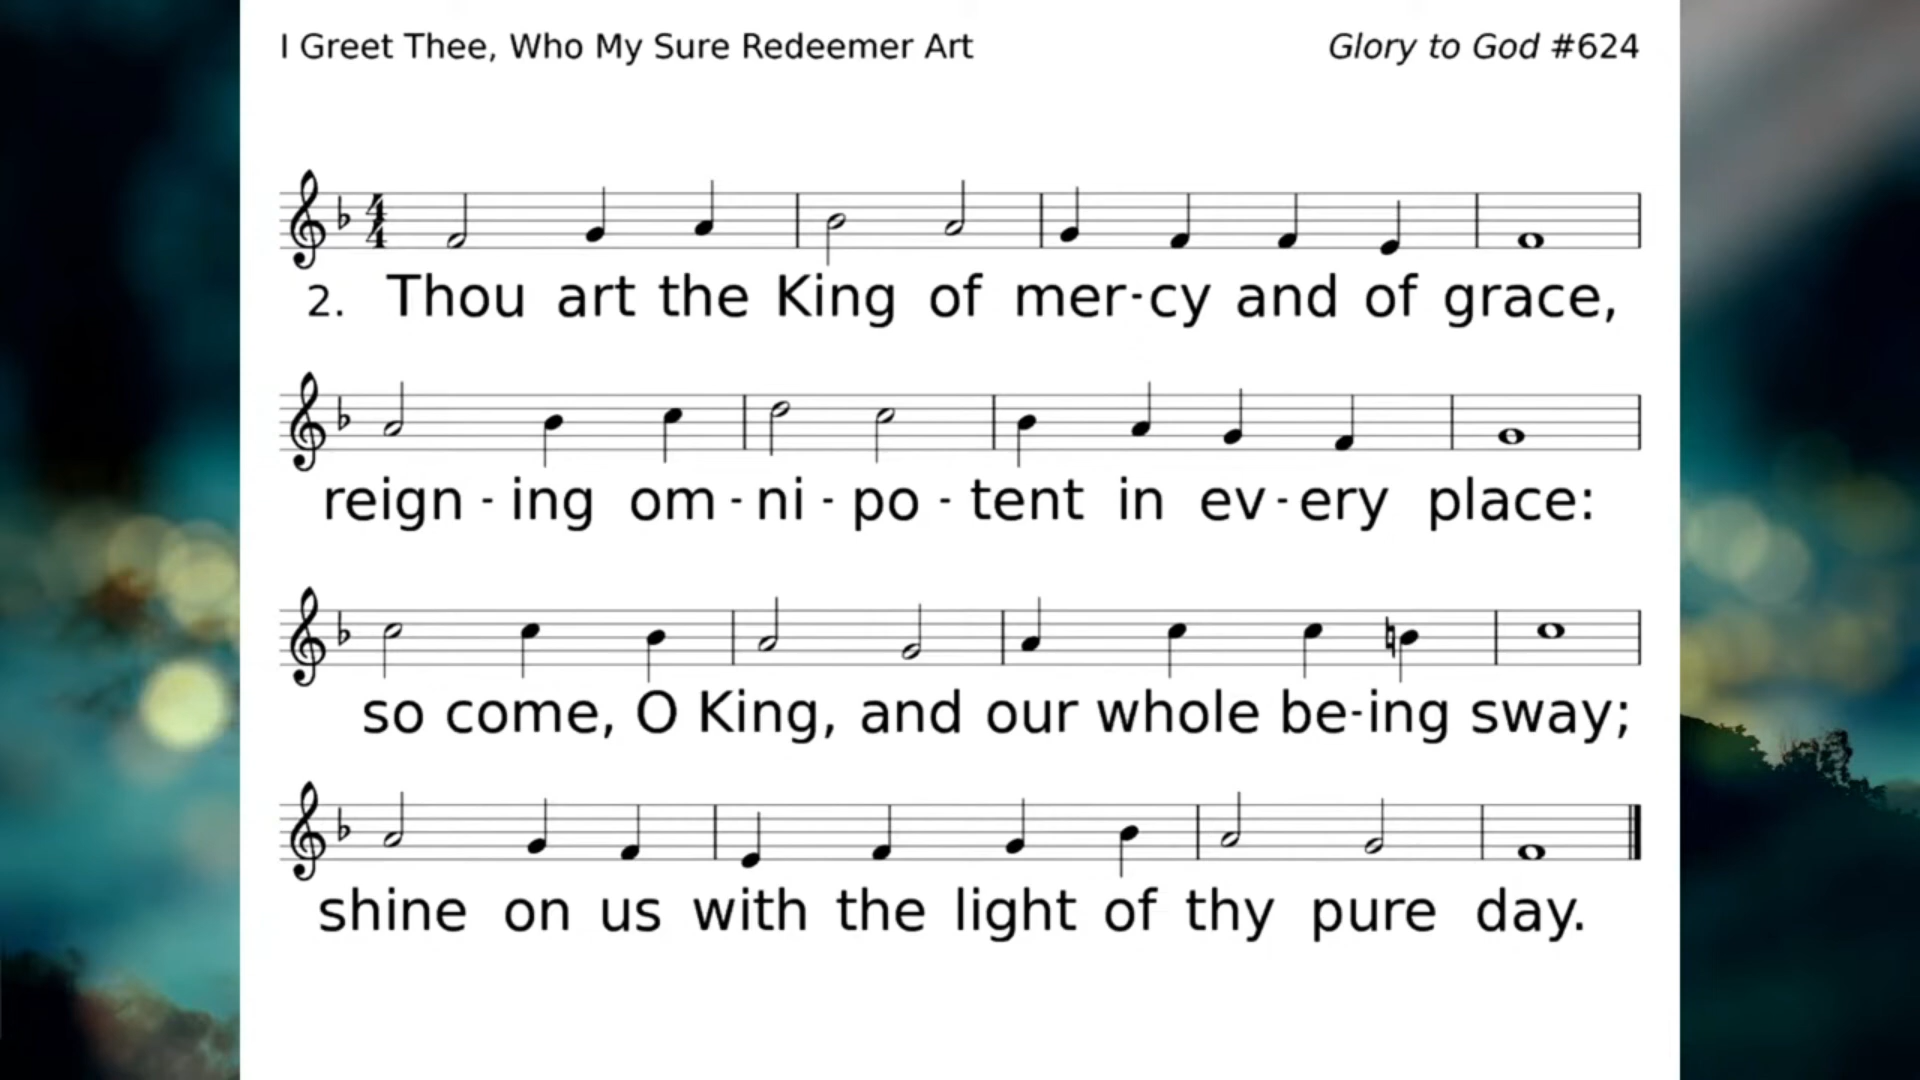 I Greet Thee, Who My Sure Redeemer Art
Glory to God #624
2. Thou art the King of mer-cy and of grace,
reign - ing om - ni - po - tent in ev - ery place:
so come, O King, and our whole be-ing sway;
shine on us with the light of thy pure day.